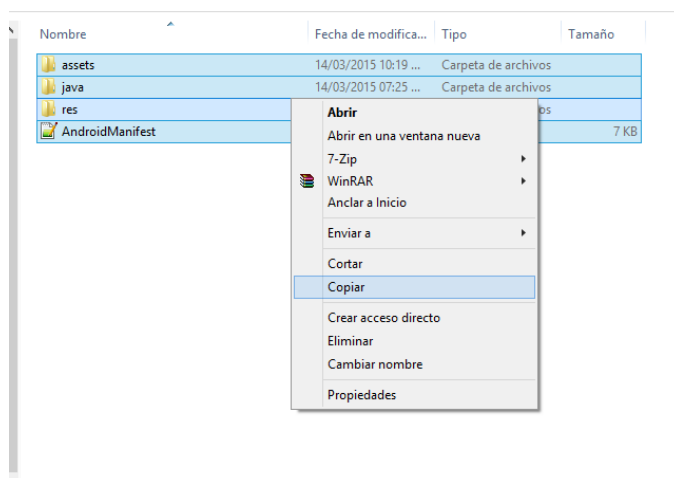 Nombre Fecha de modifica... Tipo Tamaño
assets 14/03/2015 10:19 ... Carpeta de archivos
java 14/03/2015 07:25 ... Carpeta de archivos
res os
AndroidManifest 7 KB
Abrir
Abrir en una ventana nueva
7-Zip
WinRAR
Anclar a Inicio
Enviar a
Cortar
Copiar
Crear acceso directo
Eliminar
Cambiar nombre
Propiedades